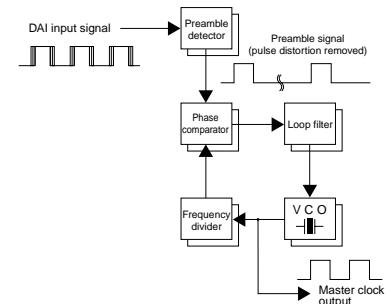 DAI input signal
Preamble
detector
Preamble signal
(pulse distortion removed)
Phase
comparator
Loop filter
Frequency
divider
V C O
Master clock
output